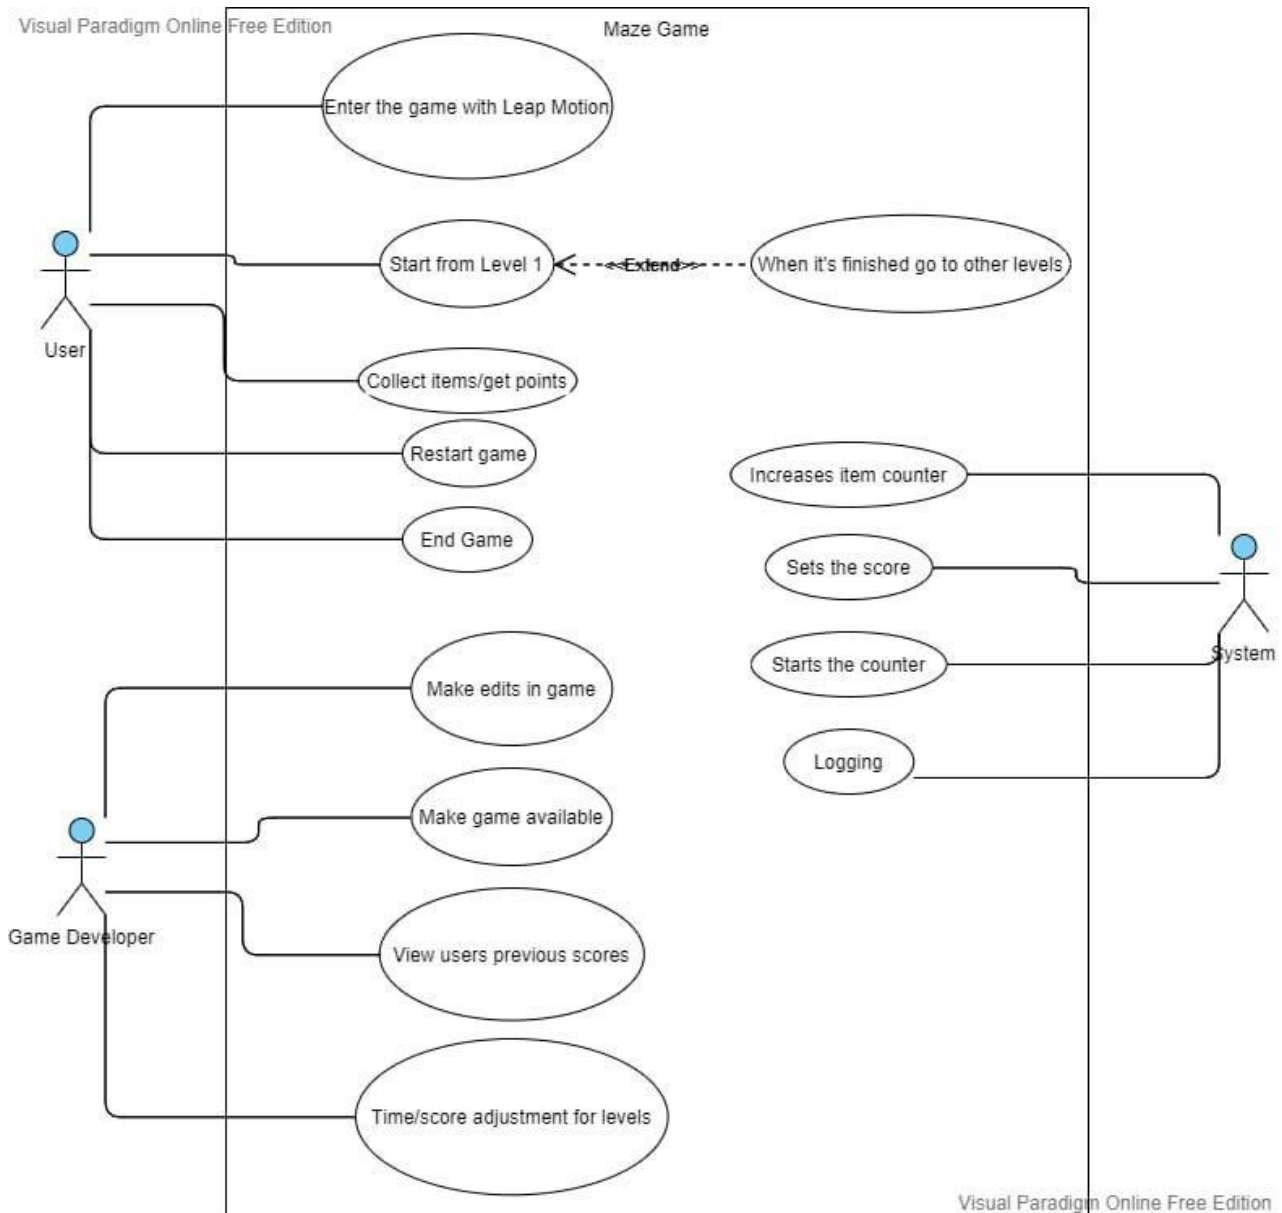 Visual Paradigm Online Free Edition
Maze Game
Enter the game with Leap Motion
Start from Level 1
<<Extend>>
When it's finished go to other levels
User
Collect items/get points
Restart game
Increases item counter
End Game
Sets the score
System
Starts the counter
Make edits in game
Logging
Make game available
Game Developer
View users previous scores
Time/score adjustment for levels
Visual Paradigm Online Free Edition